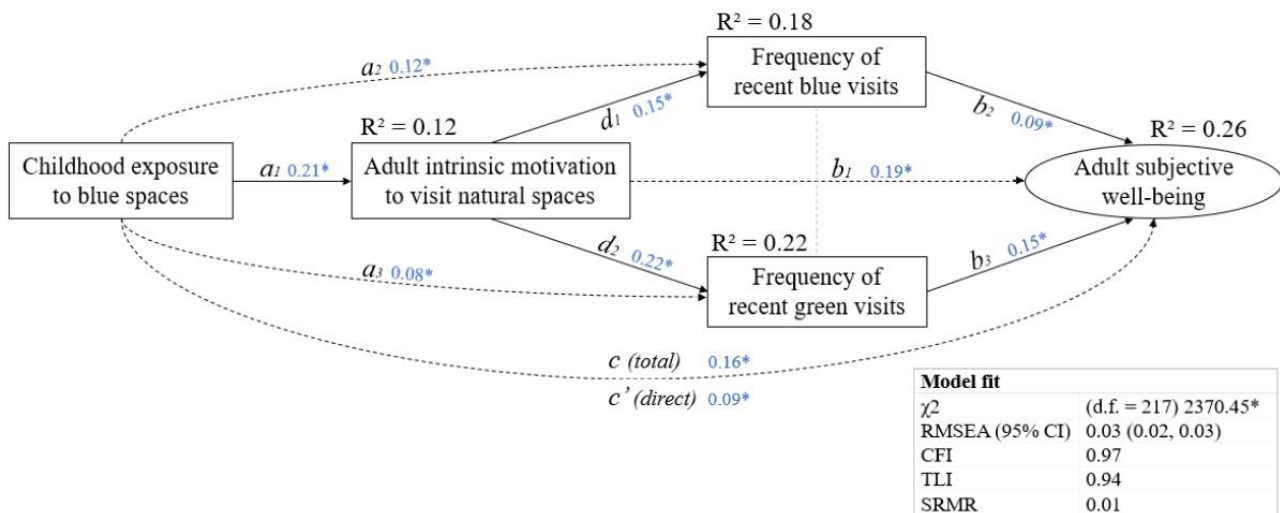 R² = 0.18
Frequency of
recent blue visits
a2 0.12*
d1 0.15*
b2 0.09*
R² = 0.12
R² = 0.26
Childhood exposure
to blue spaces
a1 0.21*
Adult intrinsic motivation
to visit natural spaces
b1 0.19*
Adult subjective
well-being
R² = 0.22
d2 0.22*
b3 0.15*
a3 0.08*
Frequency of
recent green visits
c (total) 0.16*
c’ (direct) 0.09*
Model fit
χ2 (d.f. = 217) 2370.45*
RMSEA (95% CI) 0.03 (0.02, 0.03)
CFI 0.97
TLI 0.94
SRMR 0.01